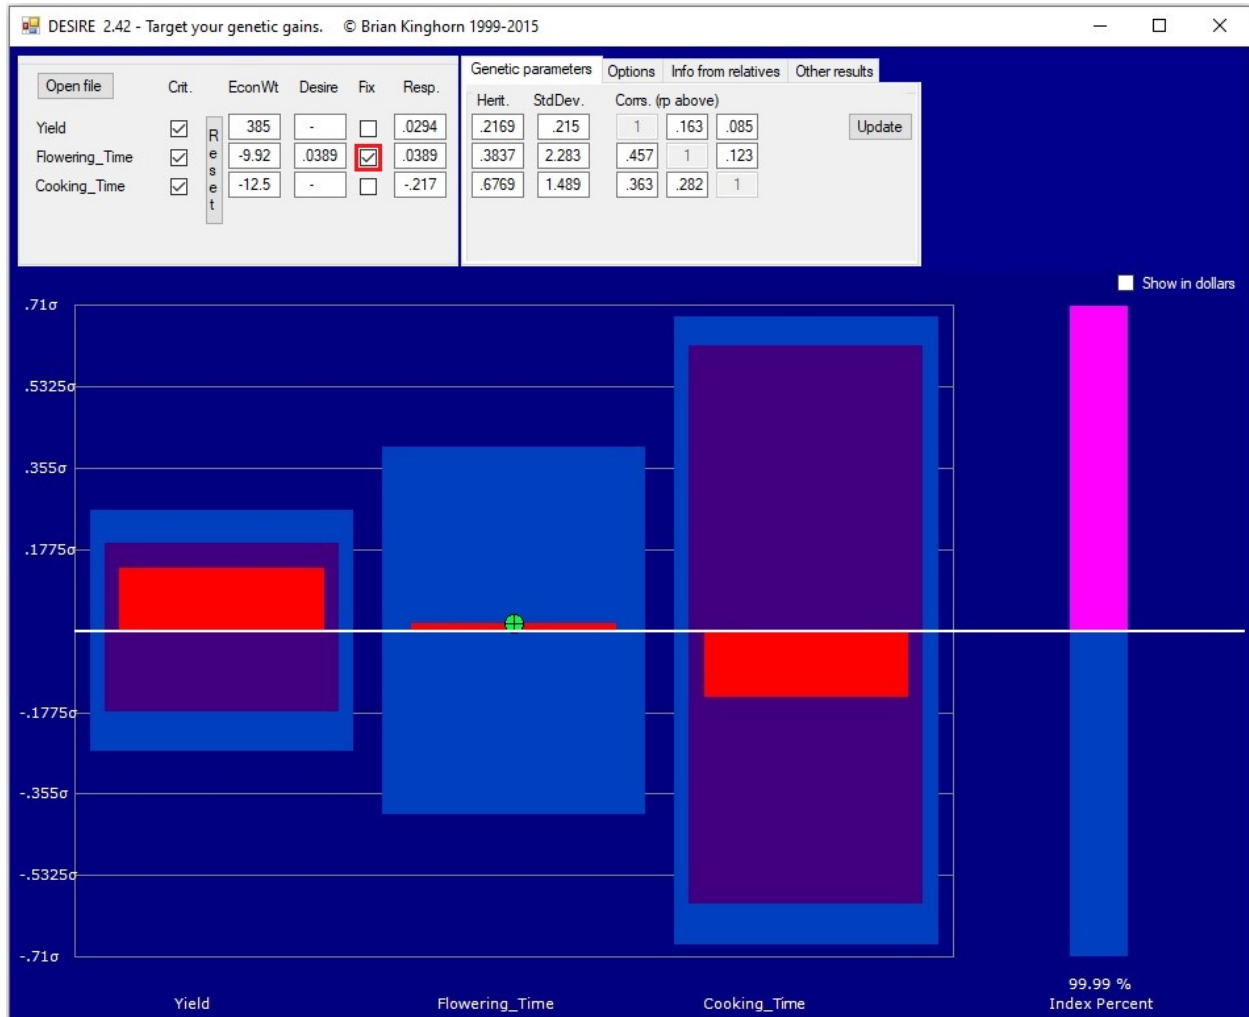 DESIRE 2.42 - Target your genetic gains. © Brian Kinghorn 1999-2015
Open file Crit. EconWt Desire Fix Resp.
Yield 385 - .0294
Flowering_Time -9.92 .0389 .0389
Cooking_Time -12.5 - -.217
Reset
Genetic parameters Options Info from relatives Other results
Herit. StdDev. Corrs. (rp above)
.2169 .215 1 .163 .085 Update
.3837 2.283 .457 1 .123
.6769 1.489 .363 .282 1
Show in dollars
.71σ
.5325σ
.355σ
.1775σ
-.1775σ
-.355σ
-.5325σ
-.71σ
99.99 %
Yield Flowering_Time Cooking_Time Index Percent